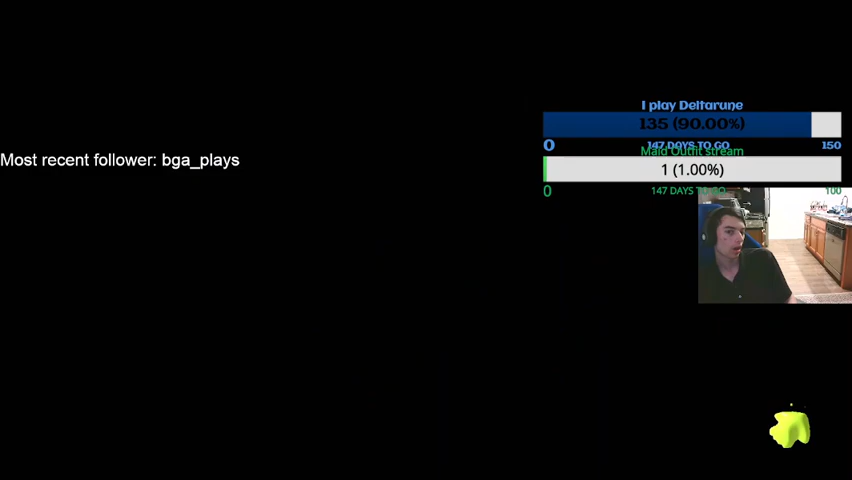 I play Deltarune
135 (90.00%)
0 147 DAYS TO GO 150
Most recent follower: bga_plays
Maid Outfit stream
1 (1.00%)
0 147 DAYS TO GO 100